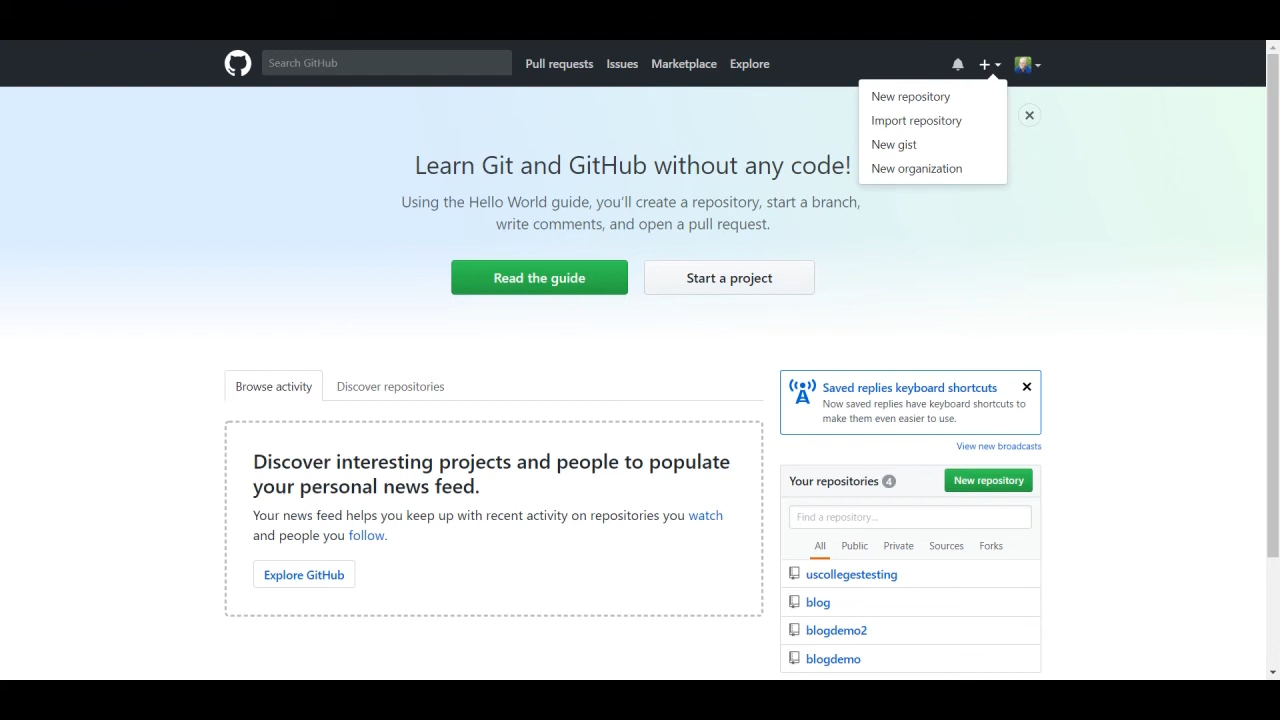 Search GitHub
Pull requests Issues Marketplace Explore
New repository
Import repository
New gist
New organization
Learn Git and GitHub without any code!
Using the Hello World guide, you’ll create a repository, start a branch,
write comments, and open a pull request.
Read the guide
Start a project
Browse activity Discover repositories
Discover interesting projects and people to populate
your personal news feed.
Your news feed helps you keep up with recent activity on repositories you watch
and people you follow.
Explore GitHub
Saved replies keyboard shortcuts
Now saved replies have keyboard shortcuts to
make them even easier to use.
View new broadcasts
Your repositories 4 New repository
Find a repository...
All Public Private Sources Forks
uscollegestesting
blog
blogdemo2
blogdemo